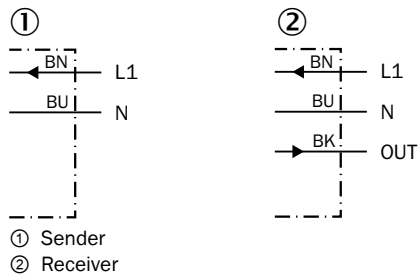 ① ②
BN L1
BU N
BN L1
BU N
BK OUT
① Sender
② Receiver